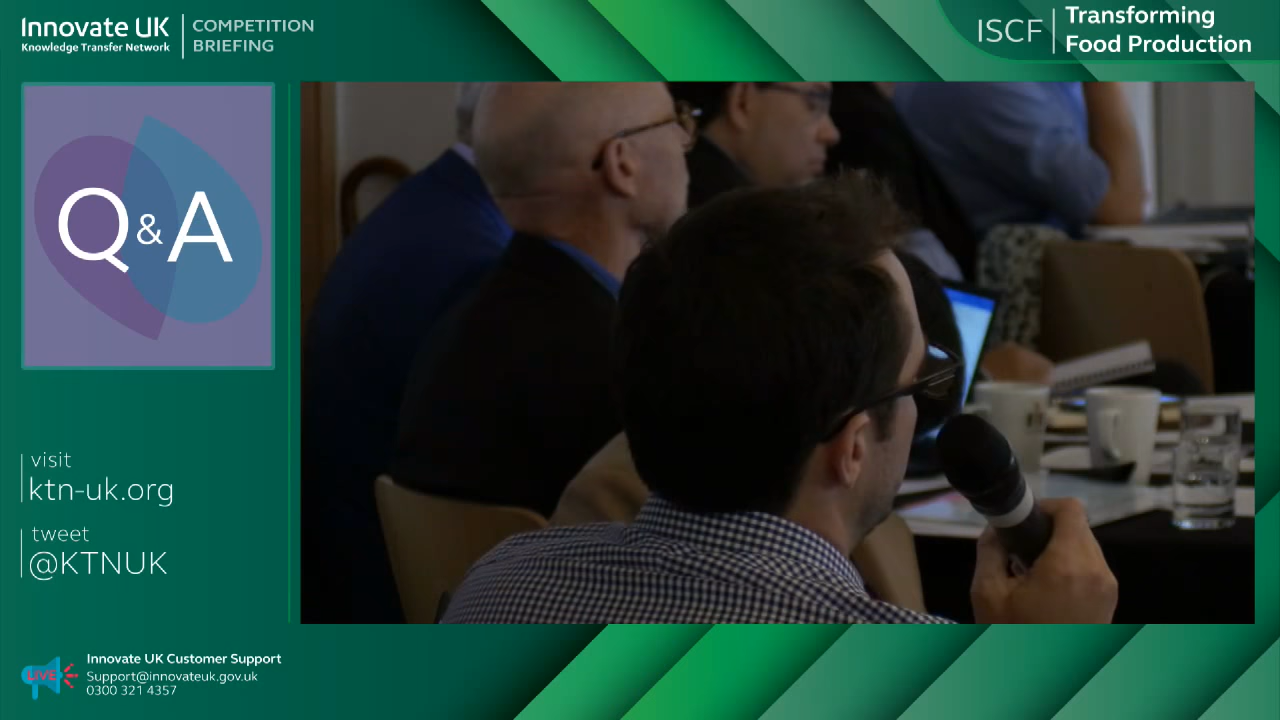 Innovate UK
Knowledge Transfer Network
COMPETITION
BRIEFING
ISCF
Transforming
Food Production
Q&A
visit
ktn-uk.org
tweet
@KTNUK
LIVE
Innovate UK Customer Support
Support@innovateuk.gov.uk
0300 321 4357